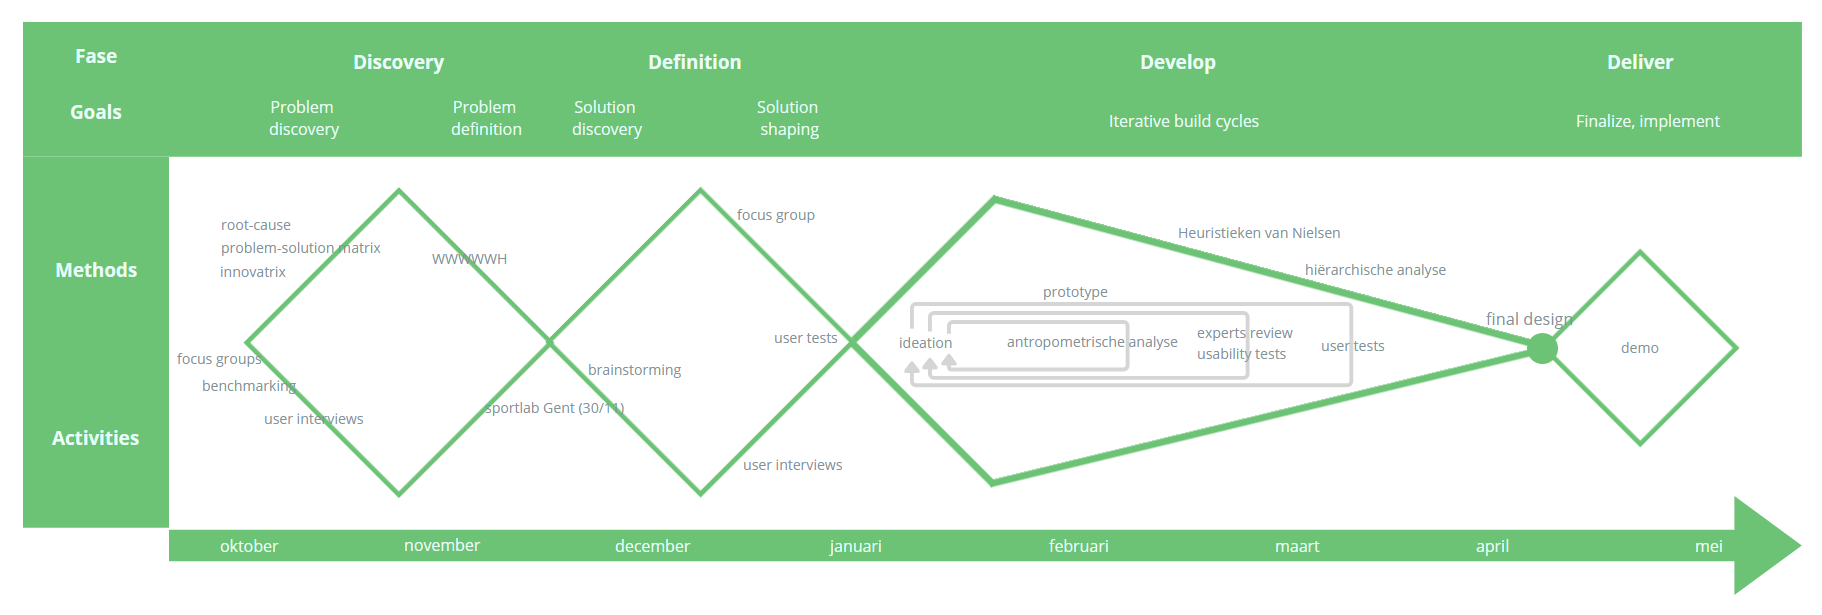 Fase
Discovery
Definition
Develop
Deliver
Goals
Problem
discovery
Problem
definition
Solution
discovery
Solution
shaping
Iterative build cycles
Finalize, implement
Methods
root-cause
problem-solution matrix
innovatrix
WWWWWH
focus group
Heuristieken van Nielsen
hiërarchische analyse
prototype
final design
user tests
ideation
antropometrische analyse
experts review
usability tests
user tests
demo
Activities
focus groups
benchmarking
user interviews
brainstorming
sportlab Gent (30/11)
user interviews
oktober
november
december
januari
februari
maart
april
mei